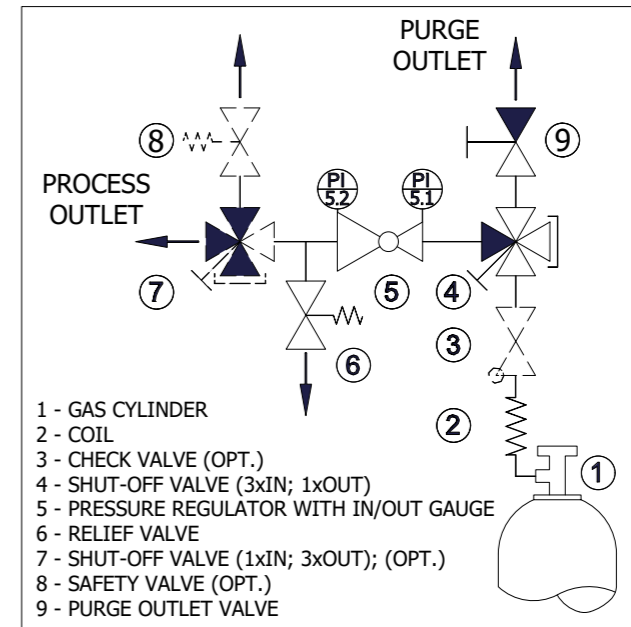 PURGE
OUTLET
8
9
PROCESS
OUTLET
PI
5.2
PI
5.1
7
5
4
6
3
2
1
1 - GAS CYLINDER
2 - COIL
3 - CHECK VALVE (OPT.)
4 - SHUT-OFF VALVE (3xIN; 1xOUT)
5 - PRESSURE REGULATOR WITH IN/OUT GAUGE
6 - RELIEF VALVE
7 - SHUT-OFF VALVE (1xIN; 3xOUT); (OPT.)
8 - SAFETY VALVE (OPT.)
9 - PURGE OUTLET VALVE